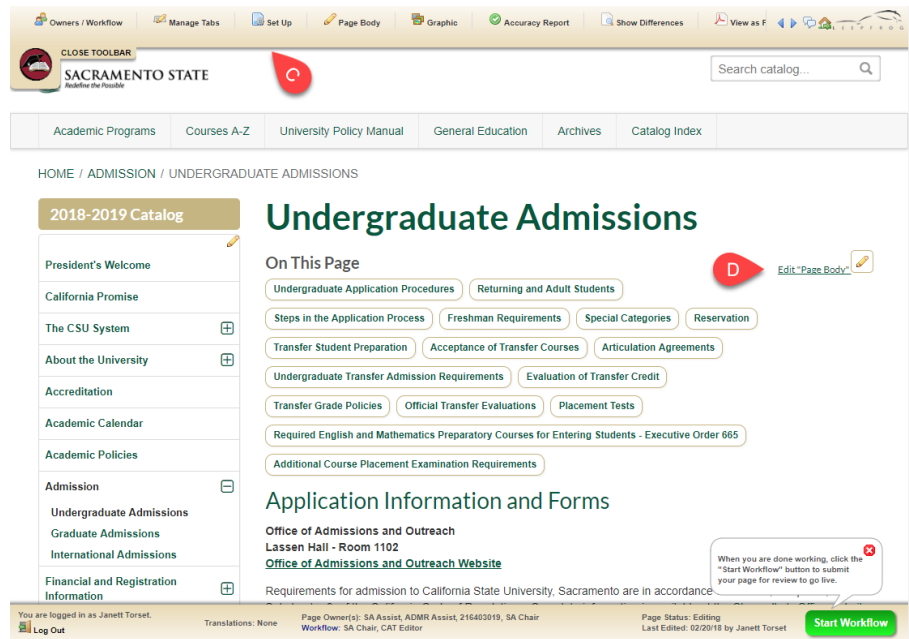 Owners / Workflow Manage Tabs Set Up Page Body Graphic Accuracy Report Show Differences View as F
CLOSE TOOLBAR
C
SACRAMENTO STATE
Redefine the Possible
Search catalog...
Academic Programs Courses A-Z University Policy Manual General Education Archives Catalog Index
HOME / ADMISSION / UNDERGRADUATE ADMISSIONS
2018-2019 Catalog
President's Welcome
California Promise
The CSU System
About the University
Accreditation
Academic Calendar
Academic Policies
Admission
Undergraduate Admissions
Graduate Admissions
International Admissions
Financial and Registration
Information
Undergraduate Admissions
On This Page
D Edit "Page Body"
Undergraduate Application Procedures Returning and Adult Students
Steps in the Application Process Freshman Requirements Special Categories Reservation
Transfer Student Preparation Acceptance of Transfer Courses Articulation Agreements
Undergraduate Transfer Admission Requirements Evaluation of Transfer Credit
Transfer Grade Policies Official Transfer Evaluations Placement Tests
Required English and Mathematics Preparatory Courses for Entering Students - Executive Order 665
Additional Course Placement Examination Requirements
Application Information and Forms
Office of Admissions and Outreach
Lassen Hall - Room 1102
Office of Admissions and Outreach Website
Requirements for admission to California State University, Sacramento are in accordance
When you are done working, click the
"Start Workflow" button to submit
your page for review to go live.
You are logged in as Janett Torset.
Log Out
Translations: None
Page Owner(s): SA Assist, ADMR Assist, 216403019, SA Chair
Workflow: SA Chair, CAT Editor
Page Status: Editing
Last Edited: 02/20/18 by Janett Torset
Start Workflow